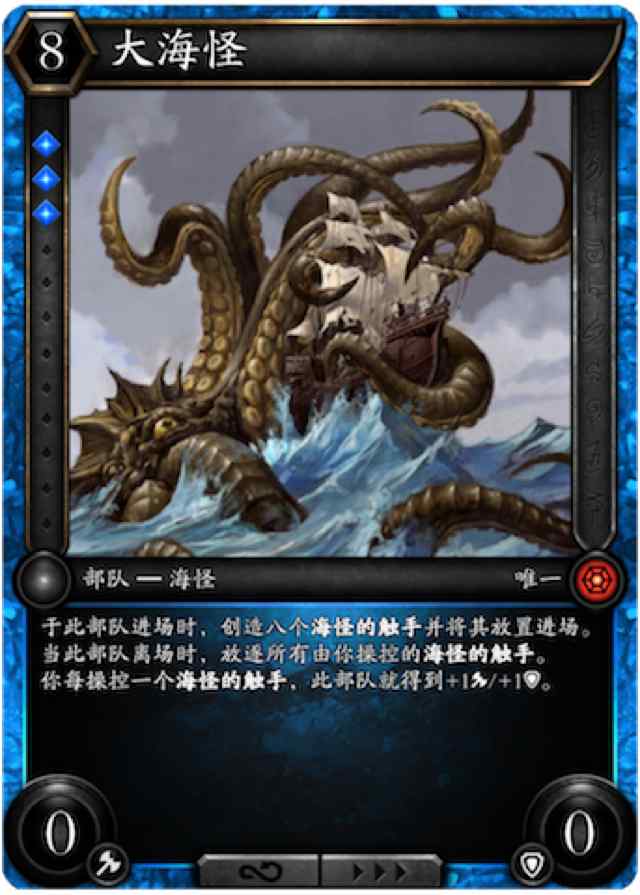 8 大海怪
部队 — 海怪 唯一
于此部队进场时，创造八个海怪的触手并将其放置进场。
当此部队离场时，放逐所有由你操控的海怪的触手。
你每操控一个海怪的触手，此部队就得到+1/+1。
0 0